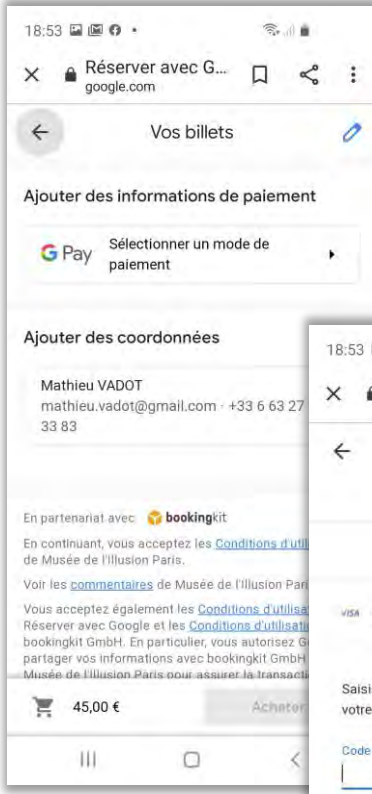 18:53
Réserver avec G...
google.com
Vos billets
Ajouter des informations de paiement
G Pay
Sélectionner un mode de
paiement
Ajouter des coordonnées
Mathieu VADOT
mathieu.vadot@gmail.com · +33 6 63 27
33 83
En partenariat avec bookingkit
En continuant, vous acceptez les Conditions d'util
de Musée de l'Illusion Paris.
Voir les commentaires de Musée de l'Illusion Pari
Vous acceptez également les Conditions d'utilisa
Réserver avec Google et les Conditions d'utilisati
bookingkit GmbH. En particulier, vous autorisez G
partager vos informations avec bookingkit GmbH
Musée de l'Illusion Paris pour assurer la transacti
45,00 €
Acheter
18:53
VISA
Saisi
votre
Code